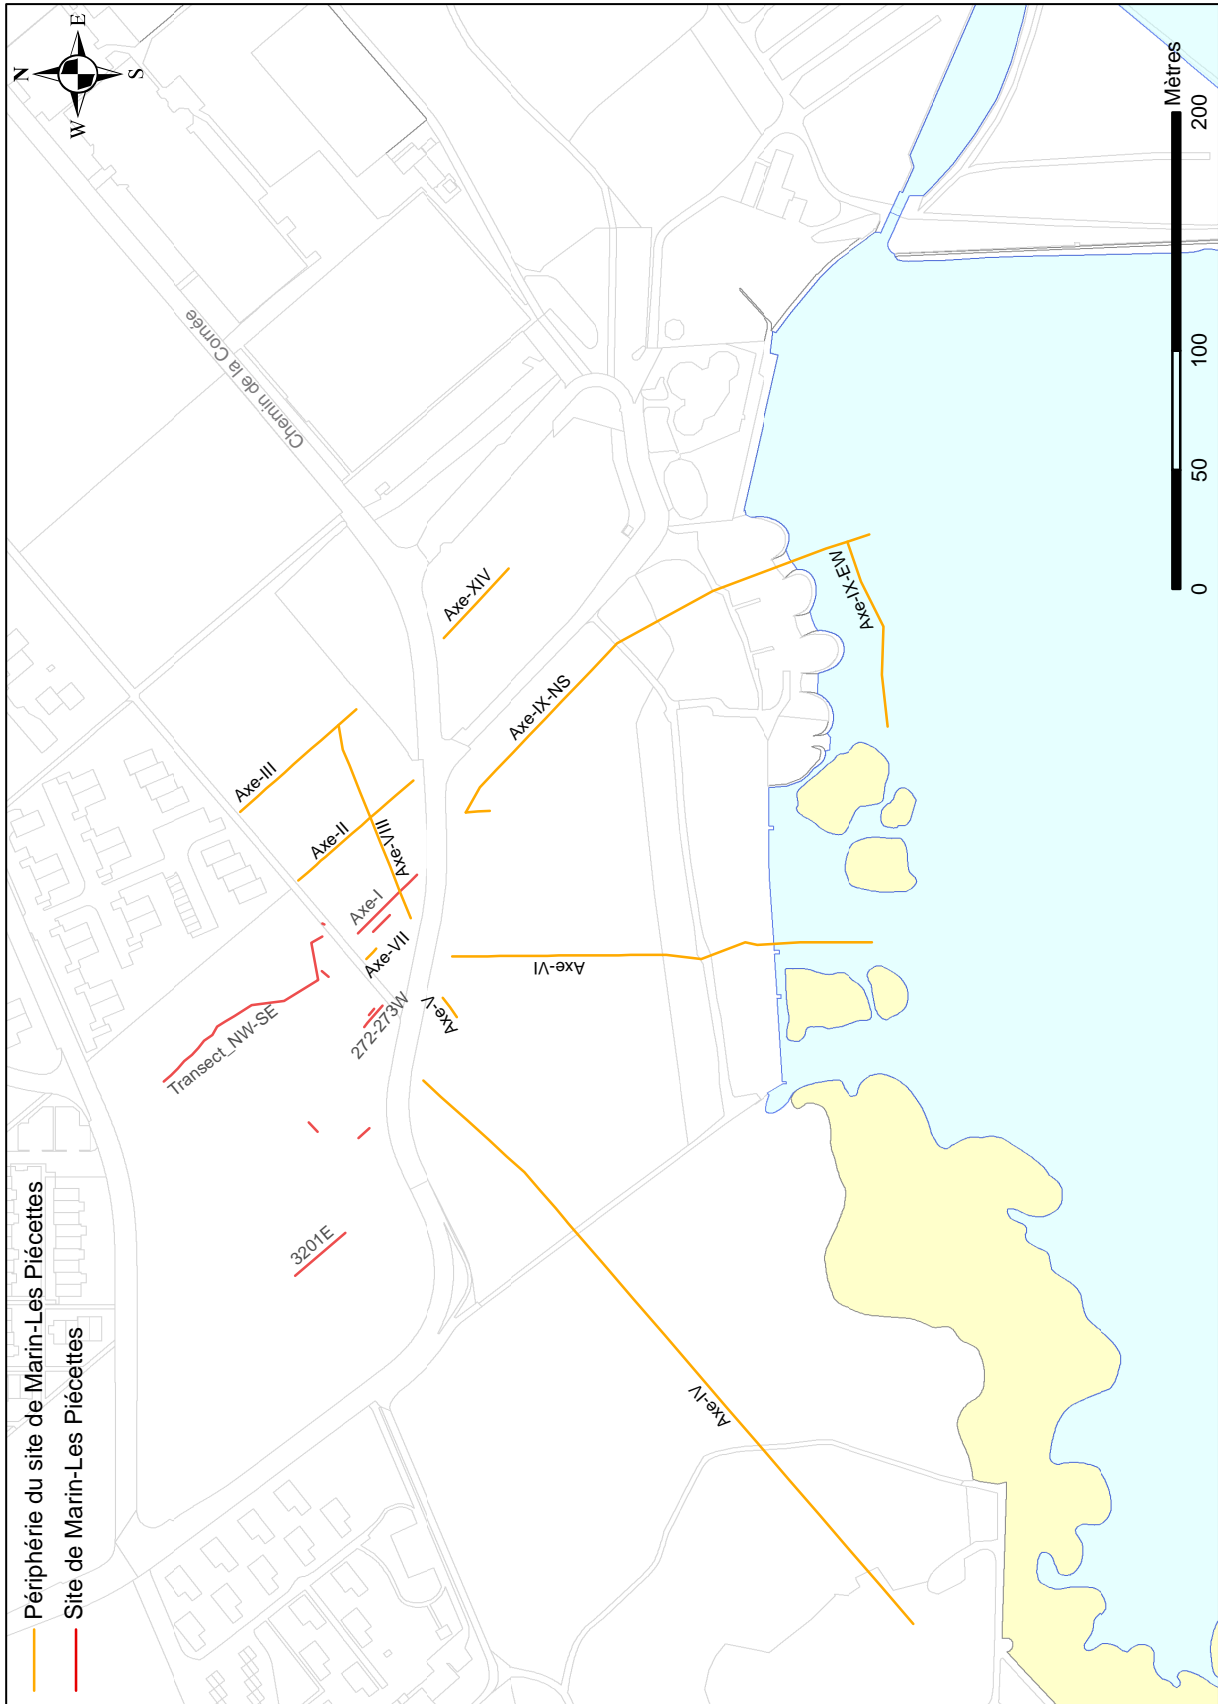 Périphérie du site de Marin-Les Piécettes
Site de Marin-Les Piécettes
N
E
S
W
Chemin de la Cornée
Transect_NW-SE
3201E
272-273W
Axe-I
Axe-II
Axe-III
Axe-VIII
Axe-VII
Axe-V
Axe-VI
Axe-IV
Axe-XIV
Axe-IX-NS
Axe-IX-EW
0 50 100 200
Mètres